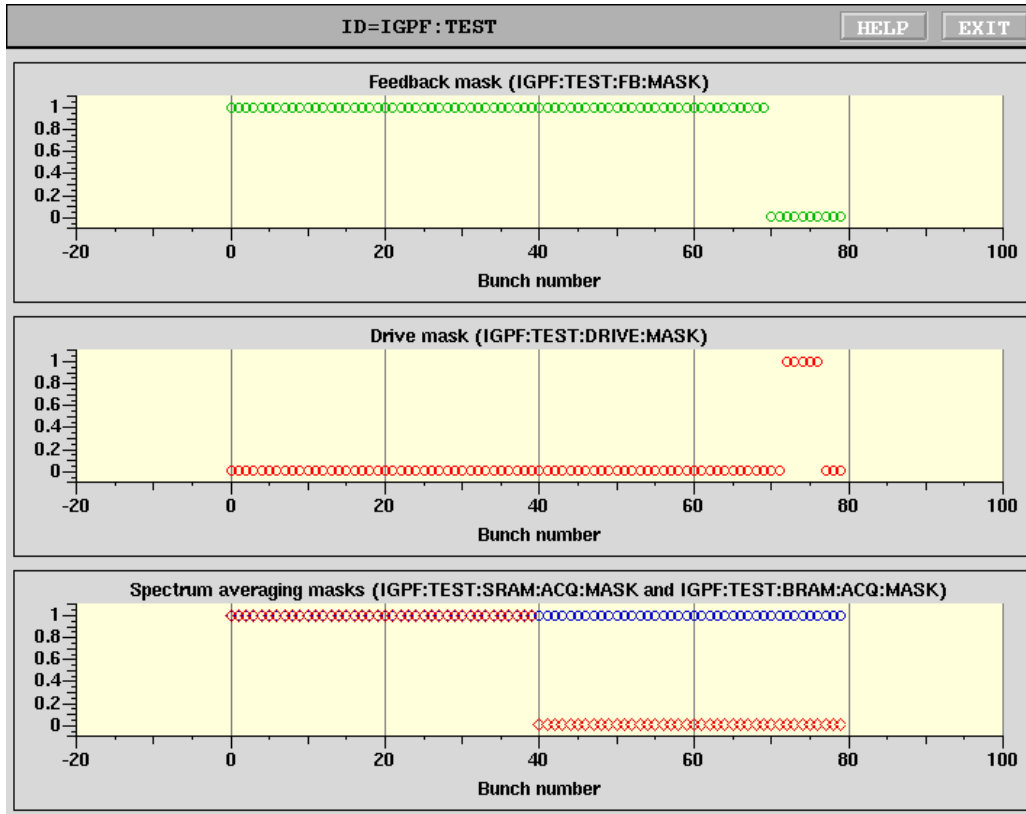 ID=IGPF:TEST HELP EXIT
Feedback mask (IGPF:TEST:FB:MASK)
1
0.8
0.6
0.4
0.2
0
-20 0 20 40 60 80 100
Bunch number
Drive mask (IGPF:TEST:DRIVE:MASK)
1
0.8
0.6
0.4
0.2
0
-20 0 20 40 60 80 100
Bunch number
Spectrum averaging masks (IGPF:TEST:SRAM:ACQ:MASK and IGPF:TEST:BRAM:ACQ:MASK)
1
0.8
0.6
0.4
0.2
0
-20 0 20 40 60 80 100
Bunch number